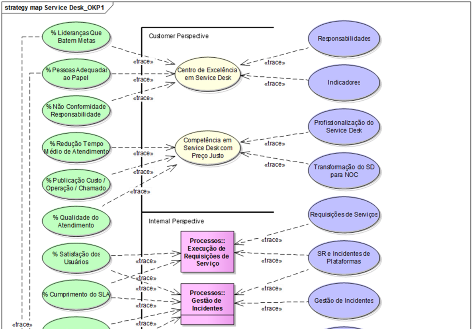 strategy map Service Desk_OKP1
Customer Perspective
% Lideranças Que
Batem Metas
«trace»
Responsabilidades
«trace»
% Pessoas Adequadas
ao Papel
«trace»
Centro de Excelência
em Service Desk
«trace»
Indicadores
% Não Conformidade
Responsabilidade
«trace»
Profissionalização do
Service Desk
% Redução Tempo
Médio de Atendimento
«trace»
Competência em
Service Desk com
Preço Justo
«trace»
«trace»
Transformação do SD
para NOC
% Publicação Custo /
Operação / Chamado
«trace»
«trace»
% Qualidade do
Atendimento
Internal Perspective
Requisições de Serviços
«trace»
% Satisfação dos
Usuários
«trace»
Processos::
Execução de
Requisições de
Serviço
«trace»
SR e Incidentes de
Plataformas
«trace»
% Cumprimento do SLA
«trace»
Processos::
Gestão de
Incidentes
«trace»
Gestão de Incidentes
«trace»
«trace»
«trace»